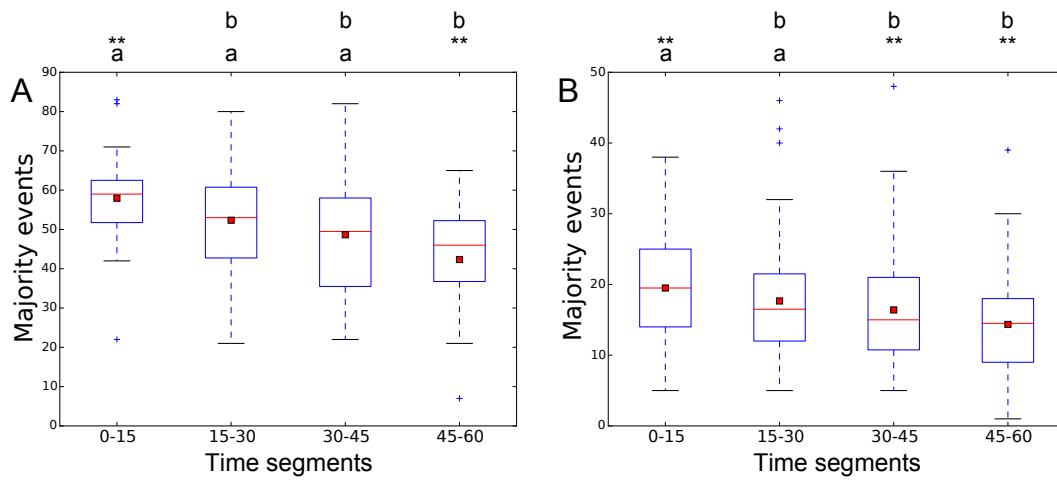 b b b
** **
a a a
A
90
80
70
60
50
40
30
20
10
0
Majority events
0-15 15-30 30-45 45-60
Time segments
b b b
** ** **
a a
B
50
40
30
20
10
0
Majority events
0-15 15-30 30-45 45-60
Time segments